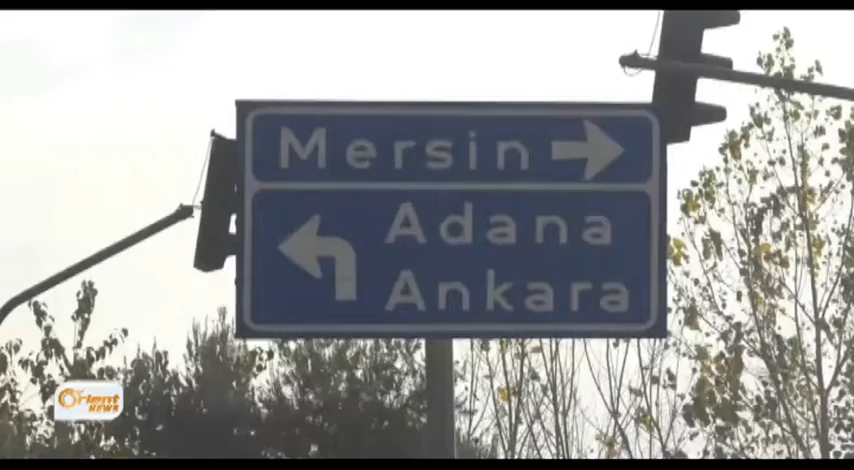 Mersin
Adana
Ankara
Orient
NEWS